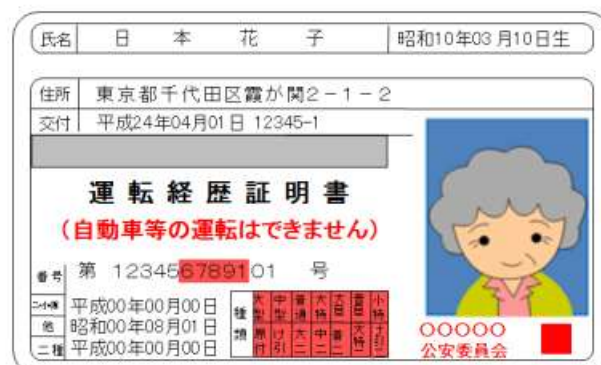 氏名 日本花子 昭和10年03月10日生
住所 東京都千代田区霞が関2-1-2
交付 平成24年04月01日 12345-1
運転経歴証明書
(自動車等の運転はできません)
番号 第 123456789101 号
平成00年00月00日
他 昭和00年08月01日
二種 平成00年00月00日
種類
大型 中型 普通 大特 大自二 普自二 小特
原付 け引 大二 中二 普二 大特二 け引二
OOOOO
公安委員会